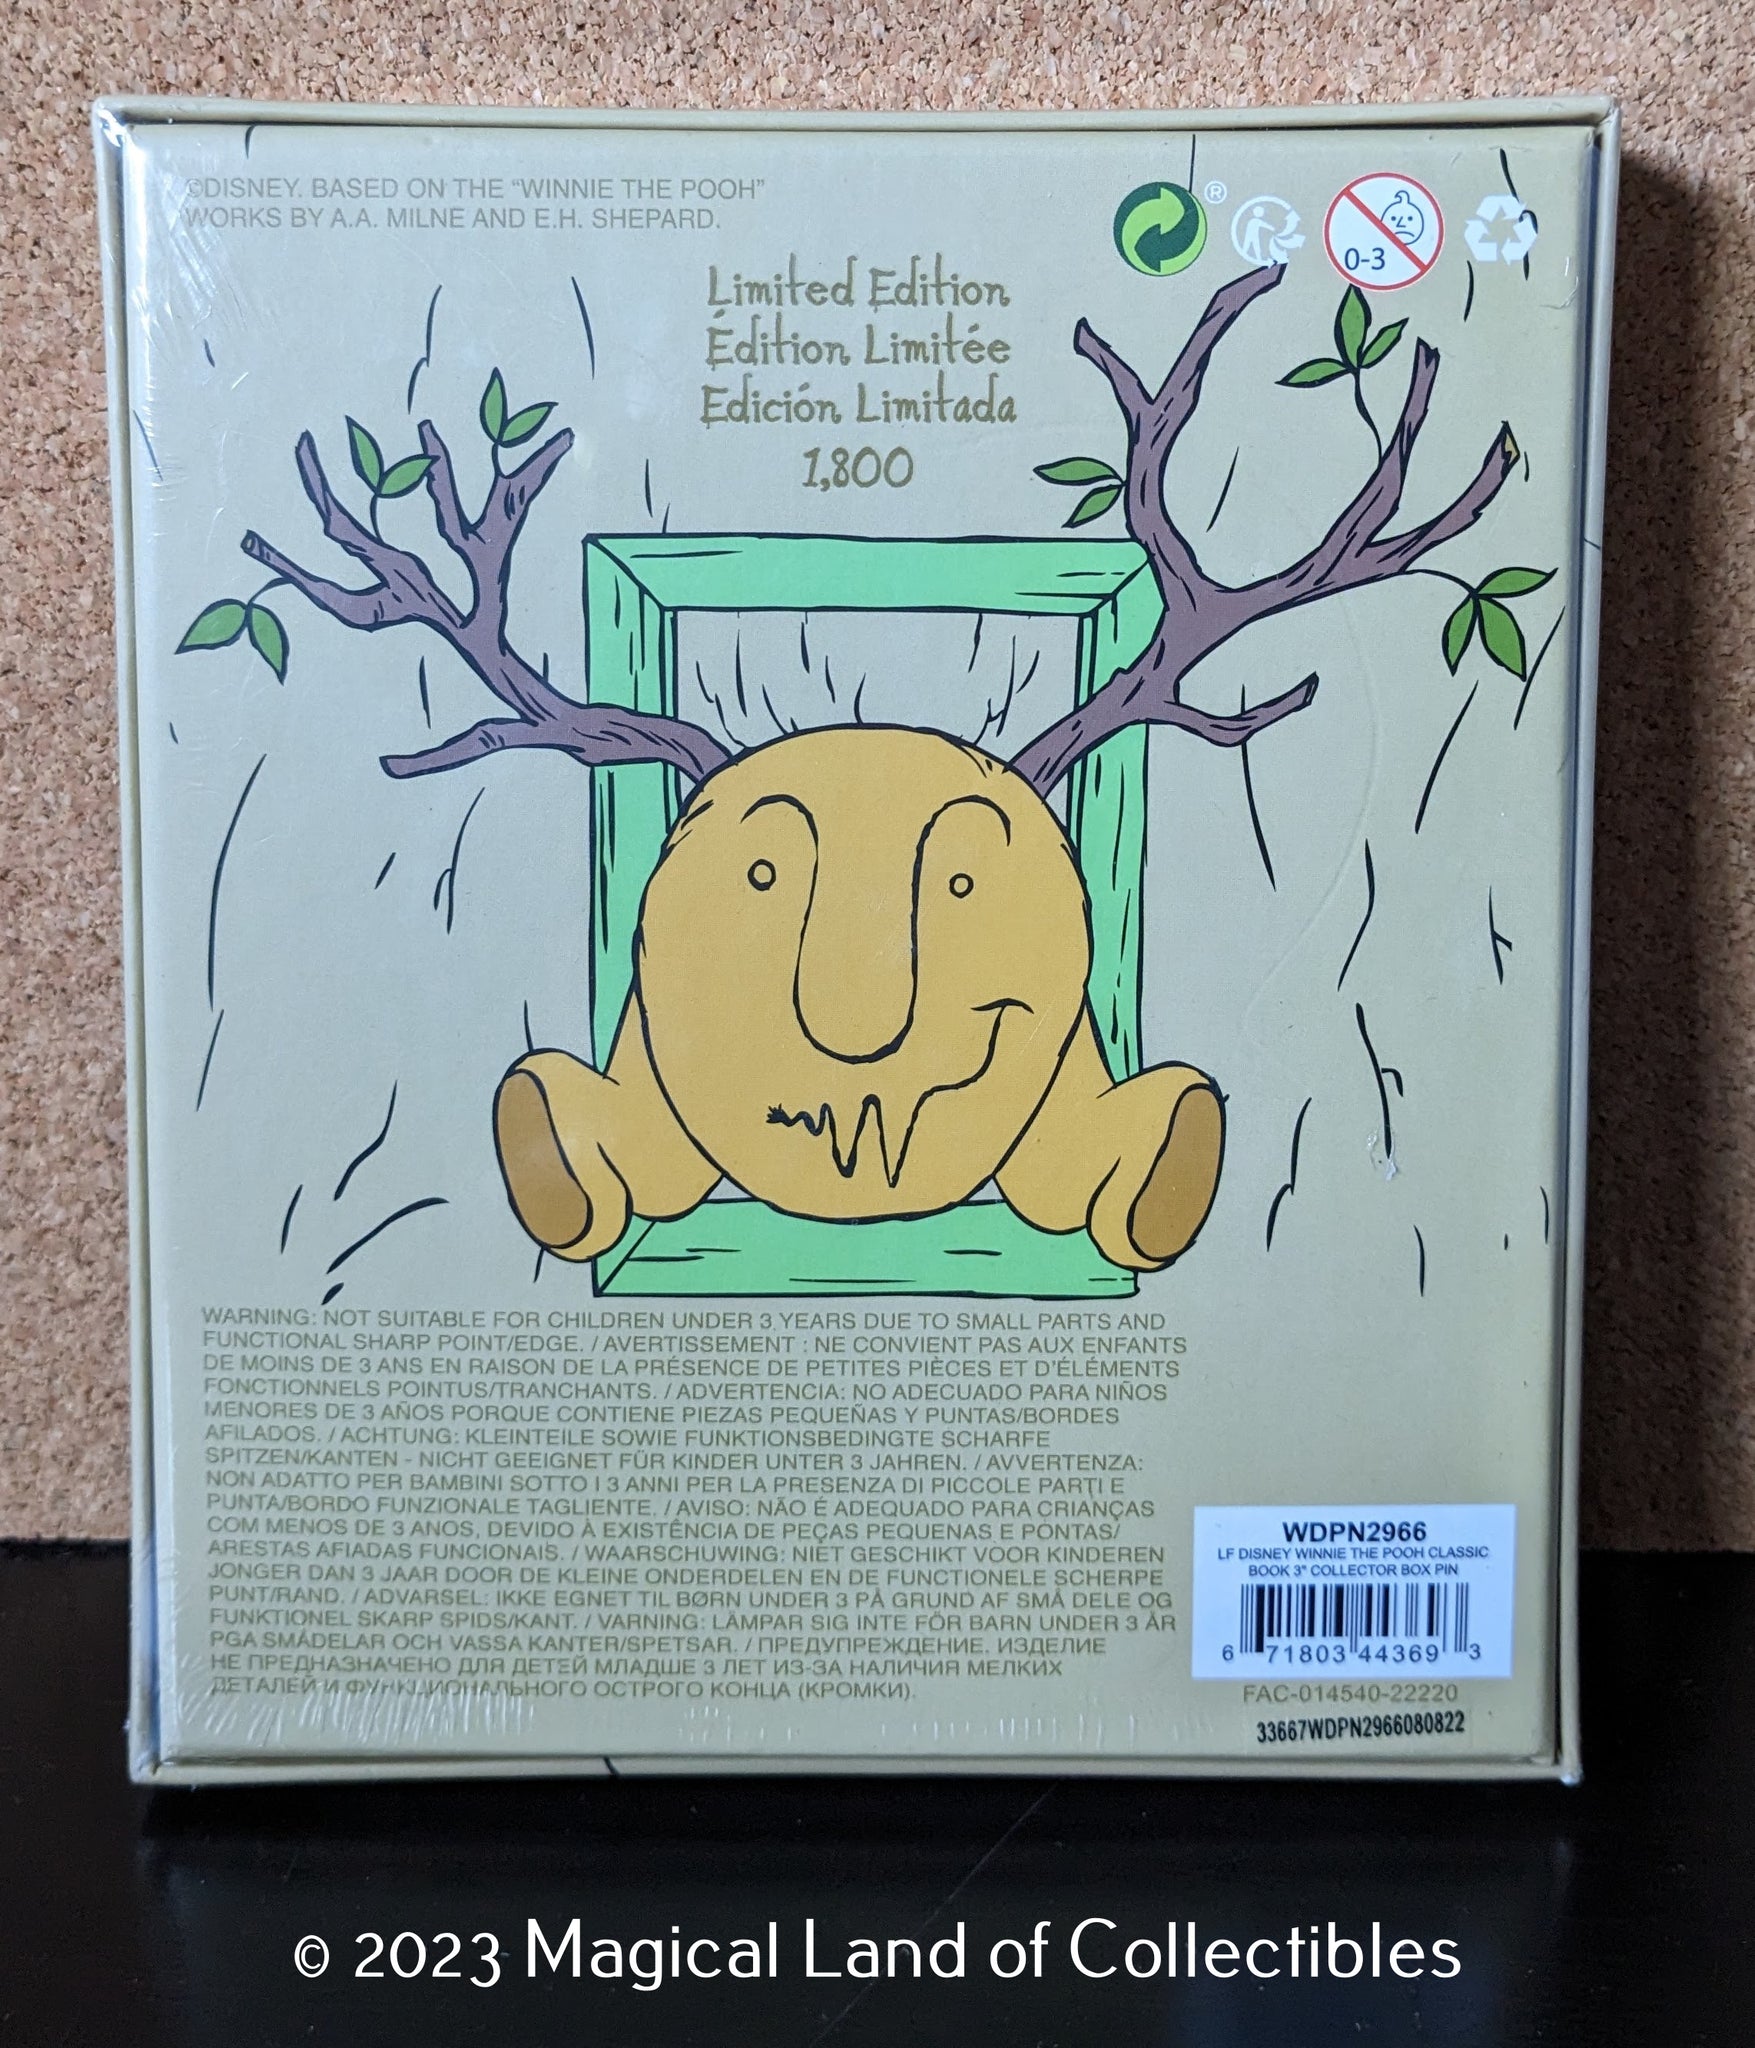 ©DISNEY. BASED ON THE “WINNIE THE POOH”
WORKS BY A.A. MILNE AND E.H. SHEPARD.
®
0-3
Limited Edition
Édition Limitée
Edición Limitada
1,800
WARNING: NOT SUITABLE FOR CHILDREN UNDER 3 YEARS DUE TO SMALL PARTS AND
FUNCTIONAL SHARP POINT/EDGE. / AVERTISSEMENT : NE CONVIENT PAS AUX ENFANTS
DE MOINS DE 3 ANS EN RAISON DE LA PRÉSENCE DE PETITES PIÈCES ET D'ÉLÉMENTS
FONCTIONNELS POINTUS/TRANCHANTS. / ADVERTENCIA: NO ADECUADO PARA NIÑOS
MENORES DE 3 AÑOS PORQUE CONTIENE PIEZAS PEQUEÑAS Y PUNTAS/BORDES
AFILADOS. / ACHTUNG: KLEINTEILE SOWIE FUNKTIONSBEDINGTE SCHARFE
SPITZEN/KANTEN - NICHT GEEIGNET FÜR KINDER UNTER 3 JAHREN. / AVVERTENZA:
NON ADATTO PER BAMBINI SOTTO I 3 ANNI PER LA PRESENZA DI PICCOLE PARTI E
PUNTA/BORDO FUNZIONALE TAGLIENTE. / AVISO: NÃO É ADEQUADO PARA CRIANÇAS
COM MENOS DE 3 ANOS, DEVIDO À EXISTÊNCIA DE PEÇAS PEQUENAS E PONTAS/
ARESTAS AFIADAS FUNCIONAIS. / WAARSCHUWING: NIET GESCHIKT VOOR KINDEREN
JONGER DAN 3 JAAR DOOR DE KLEINE ONDERDELEN EN DE FUNCTIONELE SCHERPE
PUNT/RAND. / ADVARSEL: IKKE EGNET TIL BØRN UNDER 3 PÅ GRUND AF SMÅ DELE OG
FUNKTIONEL SKARP SPIDS/KANT. / VARNING: LÄMPAR SIG INTE FÖR BARN UNDER 3 ÅR
PGA SMÅDELAR OCH VASSA KANTER/SPETSAR. / ПРЕДУПРЕЖДЕНИЕ. ИЗДЕЛИЕ
НЕ ПРЕДНАЗНАЧЕНО ДЛЯ ДЕТЕЙ МЛАДШЕ 3 ЛЕТ ИЗ-ЗА НАЛИЧИЯ МЕЛКИХ
ДЕТАЛЕЙ И ФУНКЦИОНАЛЬНОГО ОСТРОГО КОНЦА (КРОМКИ).
WDPN2966
LF DISNEY WINNIE THE POOH CLASSIC
BOOK 3" COLLECTOR BOX PIN
6 71803 44369 3
FAC-014540-22220
33667WDPN2966080822
© 2023 Magical Land of Collectibles